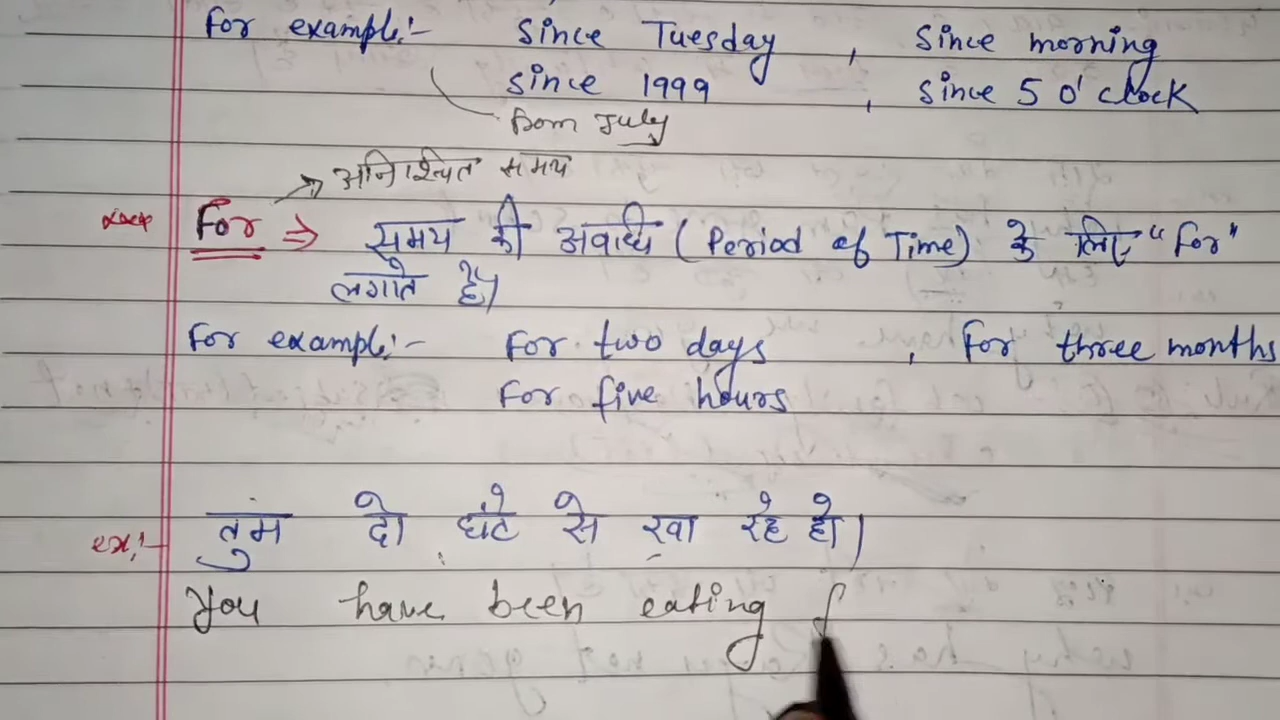 For example:- Since Tuesday , Since morning
Since 1999 , Since 5 o'clock
from July
→ अनिश्चित समय
For ⇒ समय की अवधि (Period of Time) के लिए "for"
लगाते है।
For example:- For two days , For three months
For five hours
ex:- तुम दो घंटे से खा रहे हो।
You have been eating f